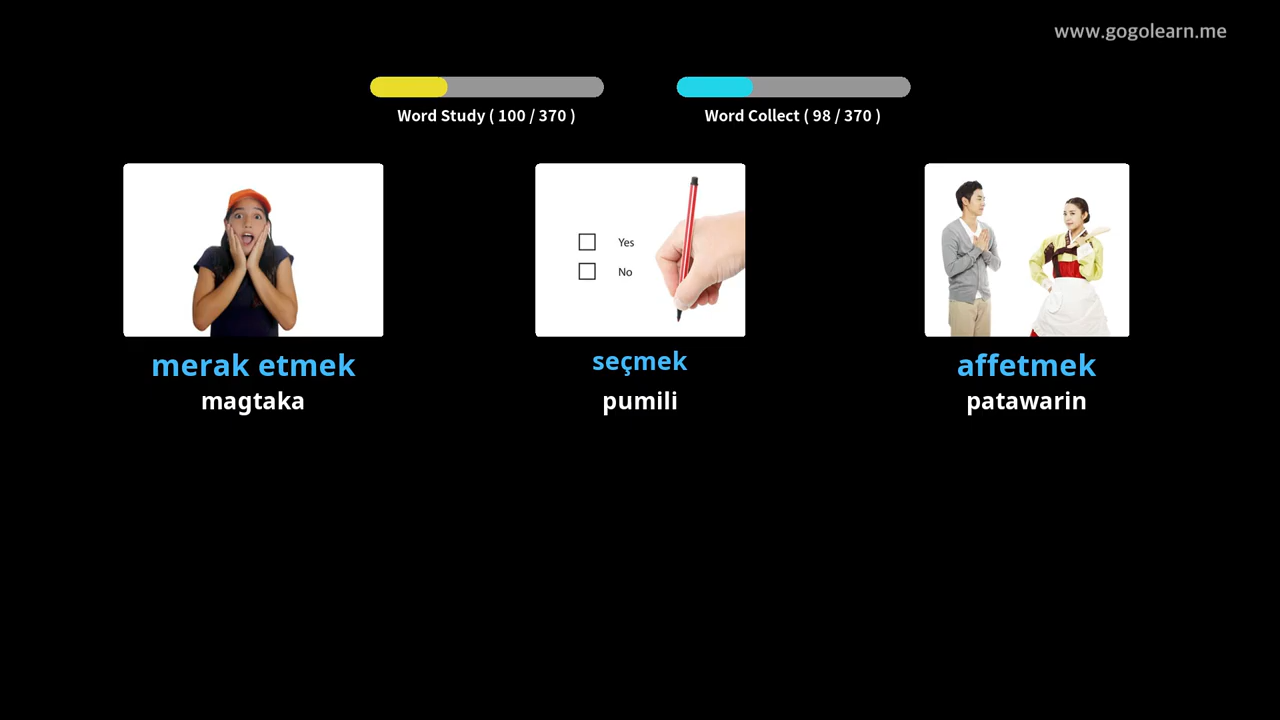 www.gogolearn.me
Word Study ( 100 / 370 )
Word Collect ( 98 / 370 )
Yes
No
merak etmek
magtaka
seçmek
pumili
affetmek
patawarin